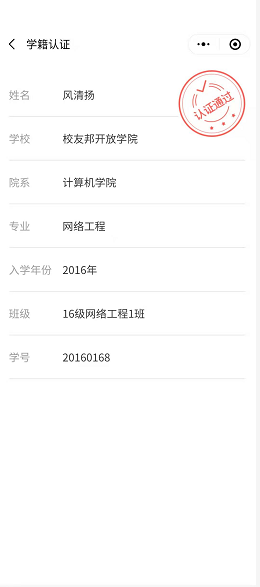 学籍认证
姓名 风清扬
学校 校友邦开放学院
院系 计算机学院
专业 网络工程
入学年份 2016年
班级 16级网络工程1班
学号 20160168
认证通过